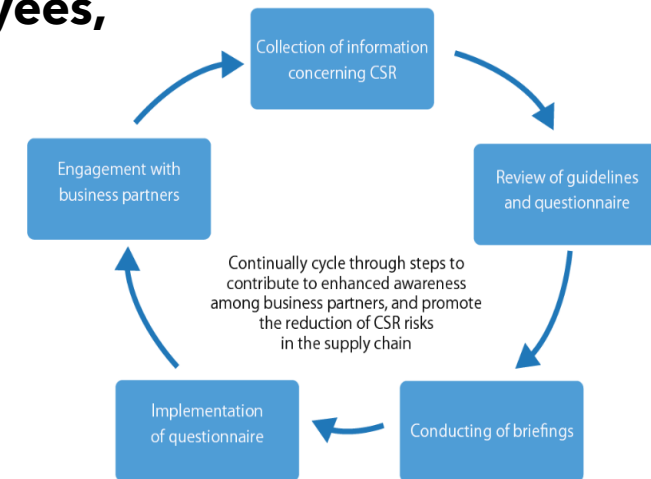 yees,
Collection of information
concerning CSR
Review of guidelines
and questionnaire
Conducting of briefings
Implementation
of questionnaire
Engagement with
business partners
Continually cycle through steps to
contribute to enhanced awareness
among business partners, and promote
the reduction of CSR risks
in the supply chain